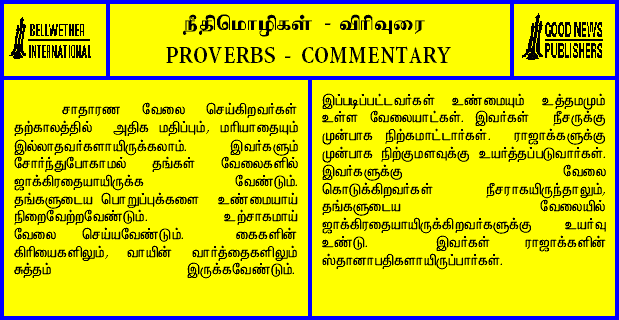 BELLWETHER
INTERNATIONAL
நீதிமொழிகள் - விரிவுரை
PROVERBS - COMMENTARY
GOOD NEWS
PUBLISHERS
சாதாரண வேலை செய்கிறவர்கள்
தற்காலத்தில் அதிக மதிப்பும், மரியாதையும்
இல்லாதவர்களாயிருக்கலாம். இவர்களும்
சோர்ந்துபோகாமல் தங்கள் வேலைகளில்
ஜாக்கிரதையாயிருக்க வேண்டும்.
தங்களுடைய பொறுப்புக்களை உண்மையாய்
நிறைவேற்றவேண்டும். உற்சாகமாய்
வேலை செய்யவேண்டும். கைகளின்
கிரியைகளிலும், வாயின் வார்த்தைகளிலும்
சுத்தம் இருக்கவேண்டும்.
இப்படிப்பட்டவர்கள் உண்மையும் உத்தமமும்
உள்ள வேலையாட்கள். இவர்கள் நீசருக்கு
முன்பாக நிற்கமாட்டார்கள். ராஜாக்களுக்கு
முன்பாக நிற்குமளவுக்கு உயர்த்தப்படுவார்கள்.
இவர்களுக்கு வேலை
கொடுக்கிறவர்கள் நீசராகயிருந்தாலும்,
தங்களுடைய வேலையில்
ஜாக்கிரதையாயிருக்கிறவர்களுக்கு உயர்வு
உண்டு. இவர்கள் ராஜாக்களின்
ஸ்தானாபதிகளாயிருப்பார்கள்.